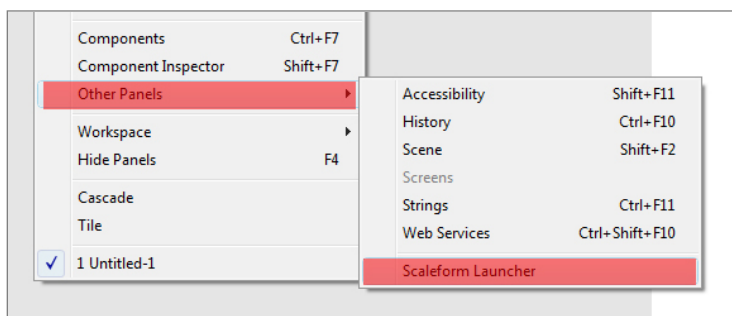 Components Ctrl+F7
Component Inspector Shift+F7
Other Panels
Workspace
Hide Panels F4
Cascade
Tile
1 Untitled-1
Accessibility Shift+F11
History Ctrl+F10
Scene Shift+F2
Screens
Strings Ctrl+F11
Web Services Ctrl+Shift+F10
Scaleform Launcher